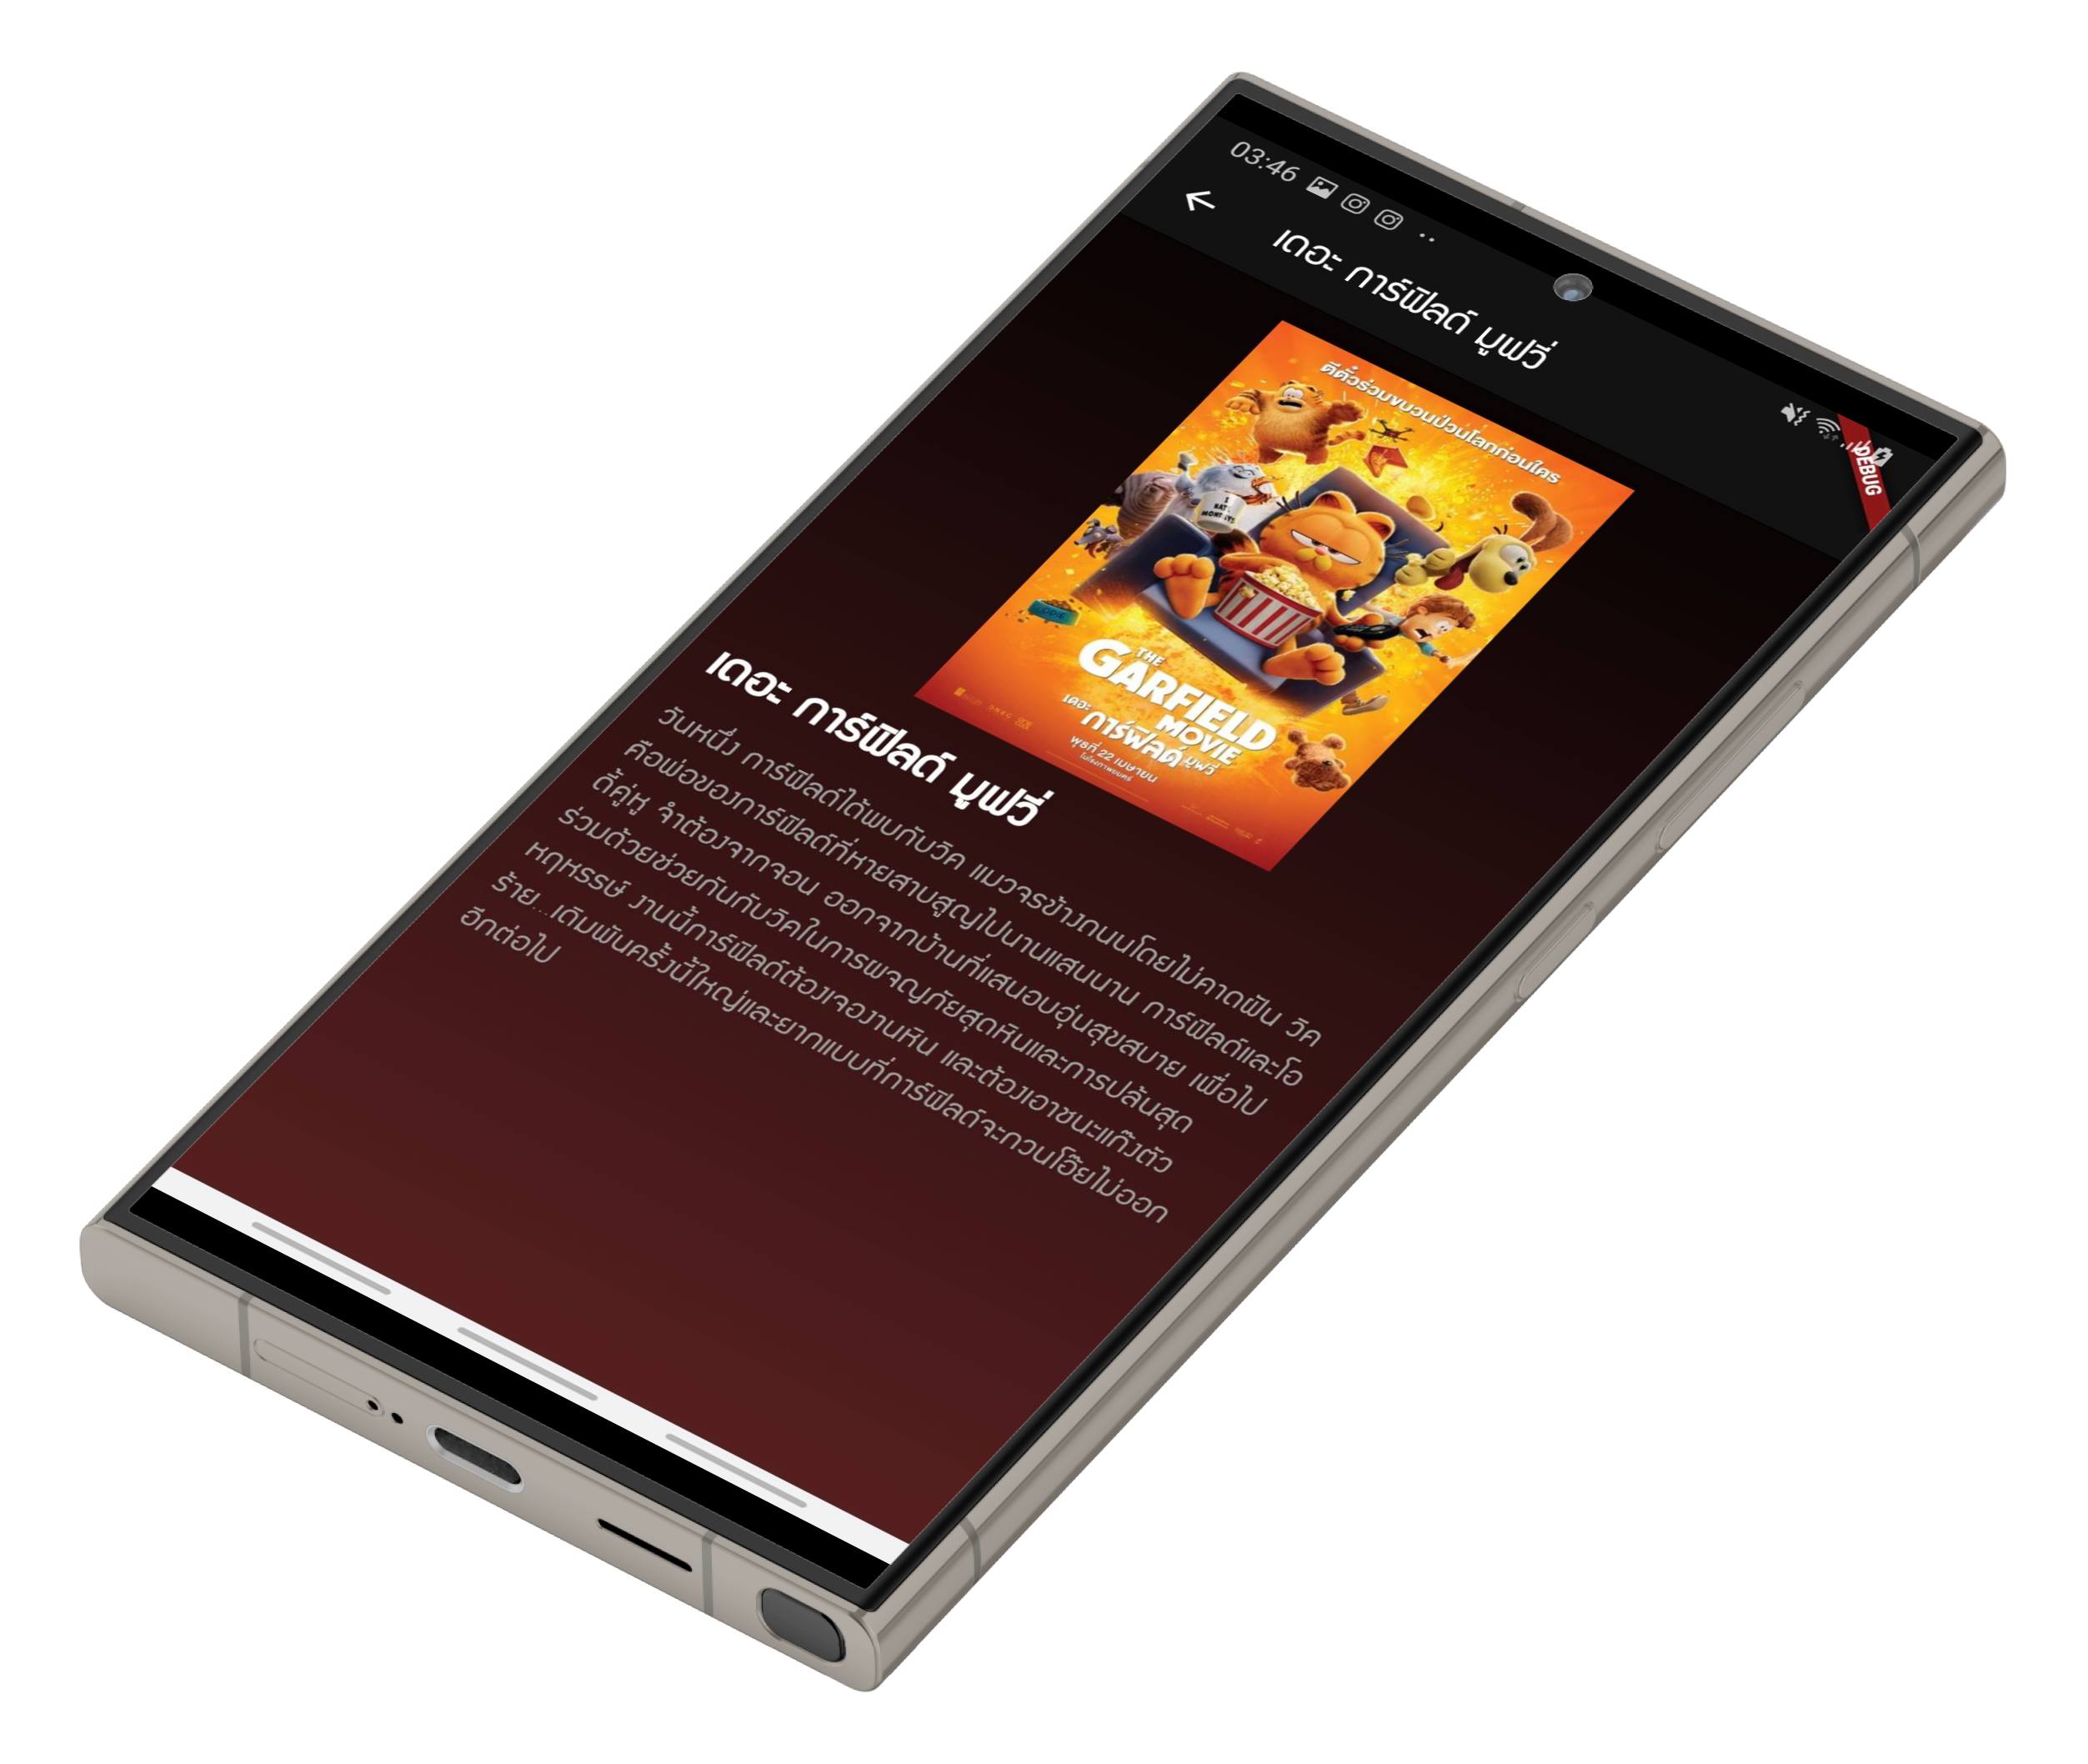 03:46
เดอะ การ์ฟิลด์ มูฟวี่
DEBUG
ตีตั๋วร่วมขบวนป่วนโลกก่อนใคร
I HATE MONDAYS
ODIE
THE
GARFIELD
MOVIE
เดอะ
การ์ฟิลด์ มูฟวี่
พุธที่ 22 เมษายน
ในโรงภาพยนตร์
เดอะ การ์ฟิลด์ มูฟวี่
วันหนึ่ง การ์ฟิลด์ได้พบกับวิค แมวจรข้างถนนโดยไม่คาดฝัน วิค
คือพ่อของการ์ฟิลด์ที่หายสาบสูญไปนานแสนนาน การ์ฟิลด์และโอ
ดี้คู่หู จำต้องจากจอน ออกจากบ้านที่แสนอบอุ่นสุขสบาย เพื่อไป
ร่วมด้วยช่วยกันกับวิคในการผจญภัยสุดหินและการปล้นสุด
หฤหรรษ์ งานนี้การ์ฟิลด์ต้องเจองานหิน และต้องเอาชนะแก๊งตัว
ร้าย...เดิมพันครั้งนี้ใหญ่และยากแบบที่การ์ฟิลด์จะกวนโอ๊ยไม่ออก
อีกต่อไป